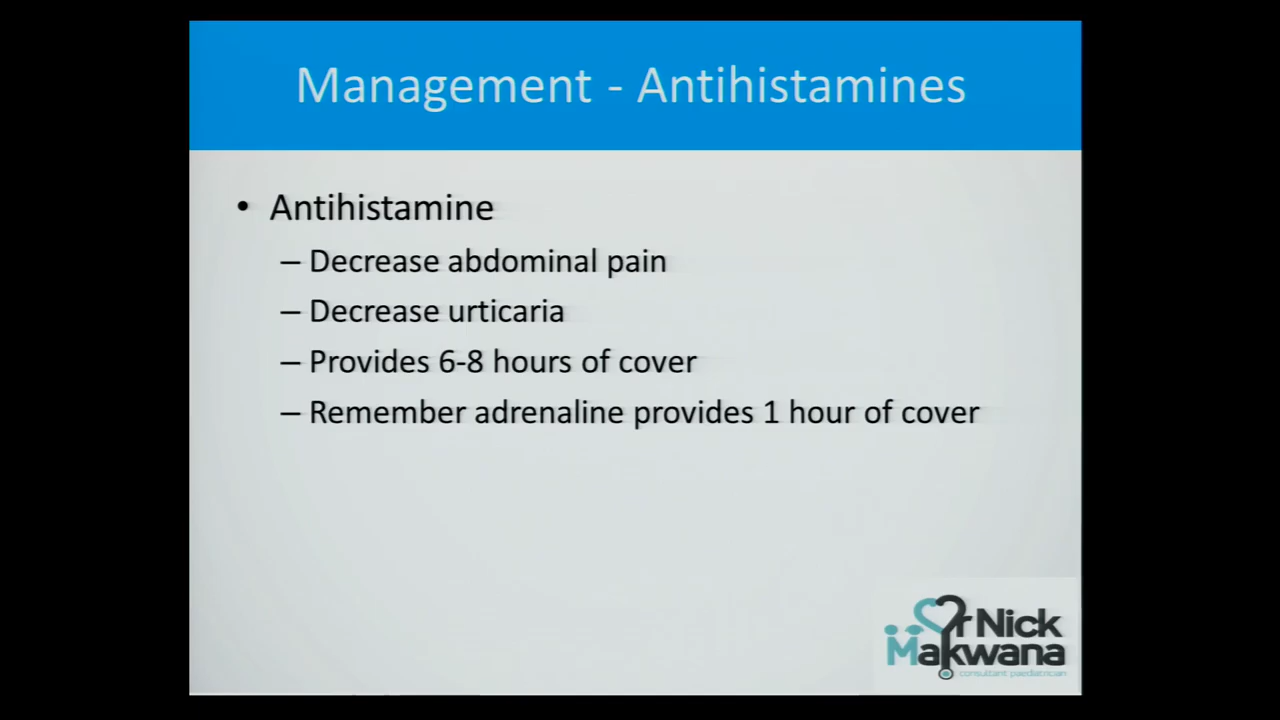 Management - Antihistamines
• Antihistamine
– Decrease abdominal pain
– Decrease urticaria
– Provides 6-8 hours of cover
– Remember adrenaline provides 1 hour of cover
Dr Nick
Makwana
consultant paediatrician